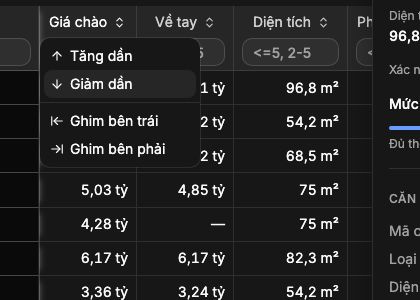 Giá chào Về tay Diện tích Ph
Diện t
96,8
<=5, 2-5
Tăng dần
Giảm dần
Ghim bên trái
Ghim bên phải
1 tỷ 96,8 m²
2 tỷ 54,2 m²
2 tỷ 68,5 m²
5,03 tỷ 4,85 tỷ 75 m²
4,28 tỷ — 75 m²
6,17 tỷ 6,17 tỷ 82,3 m²
3,36 tỷ 3,24 tỷ 54,2 m²
Xác n
Mức
Đủ th
CĂN
Mã c
Loại
Diện